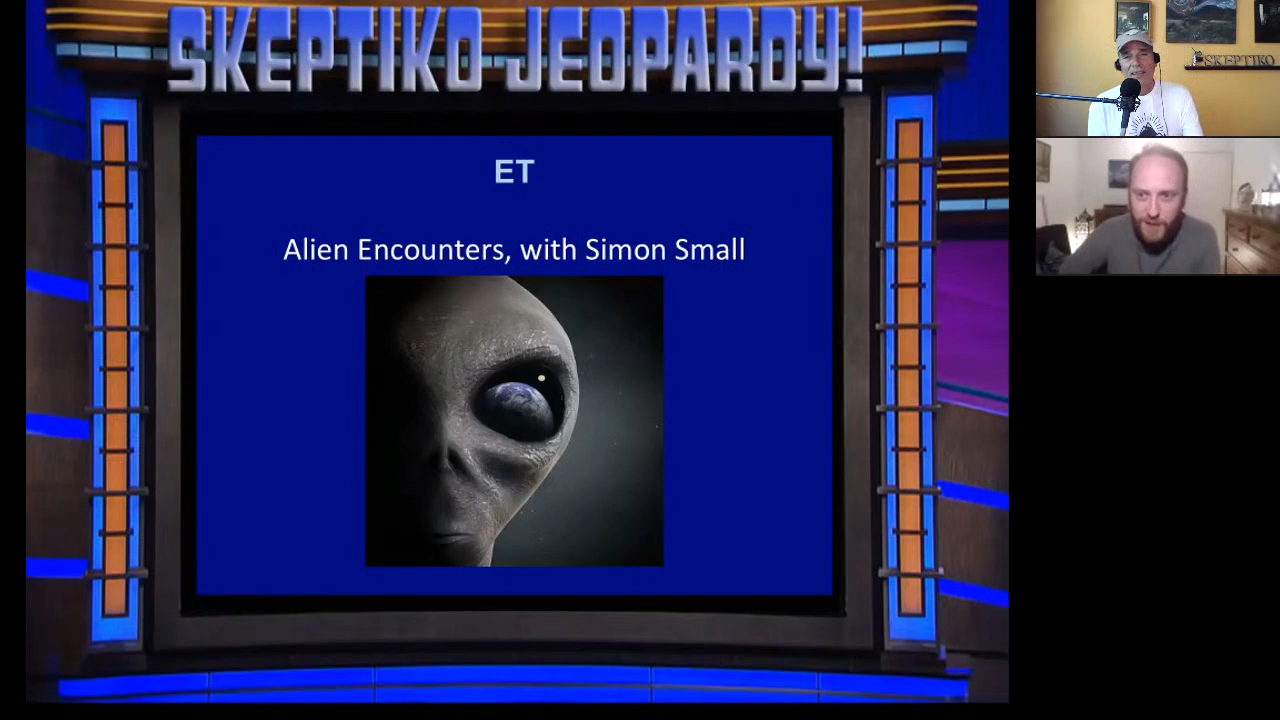 SKEPTIKO JEOPARDY!
ET
Alien Encounters, with Simon Small
SKEPTIKO